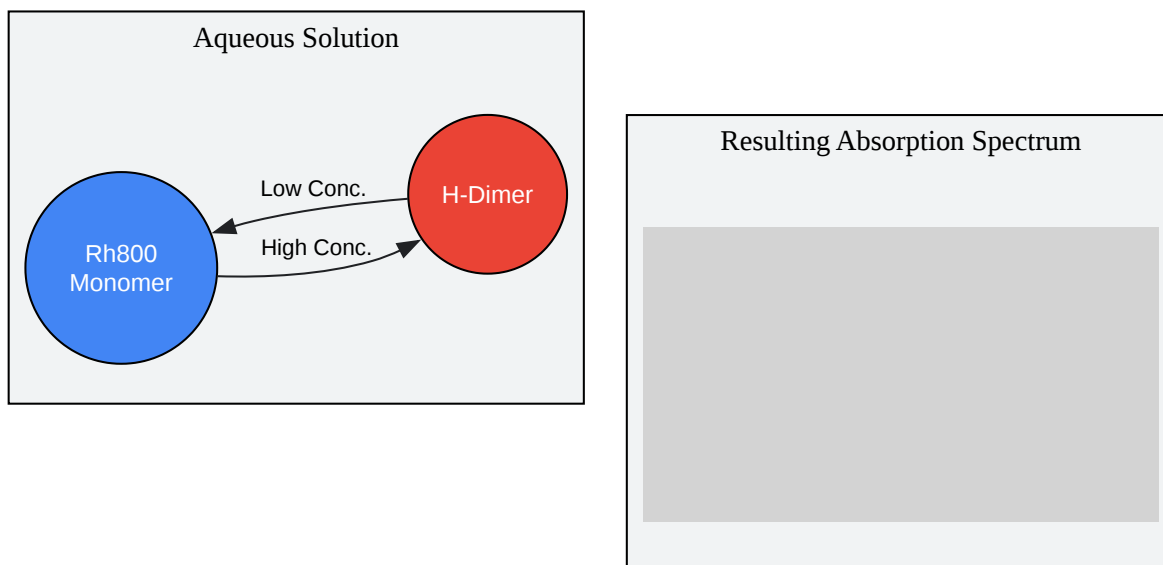 Aqueous Solution
Rh800
Monomer
Low Conc.
High Conc.
H-Dimer
Resulting Absorption Spectrum